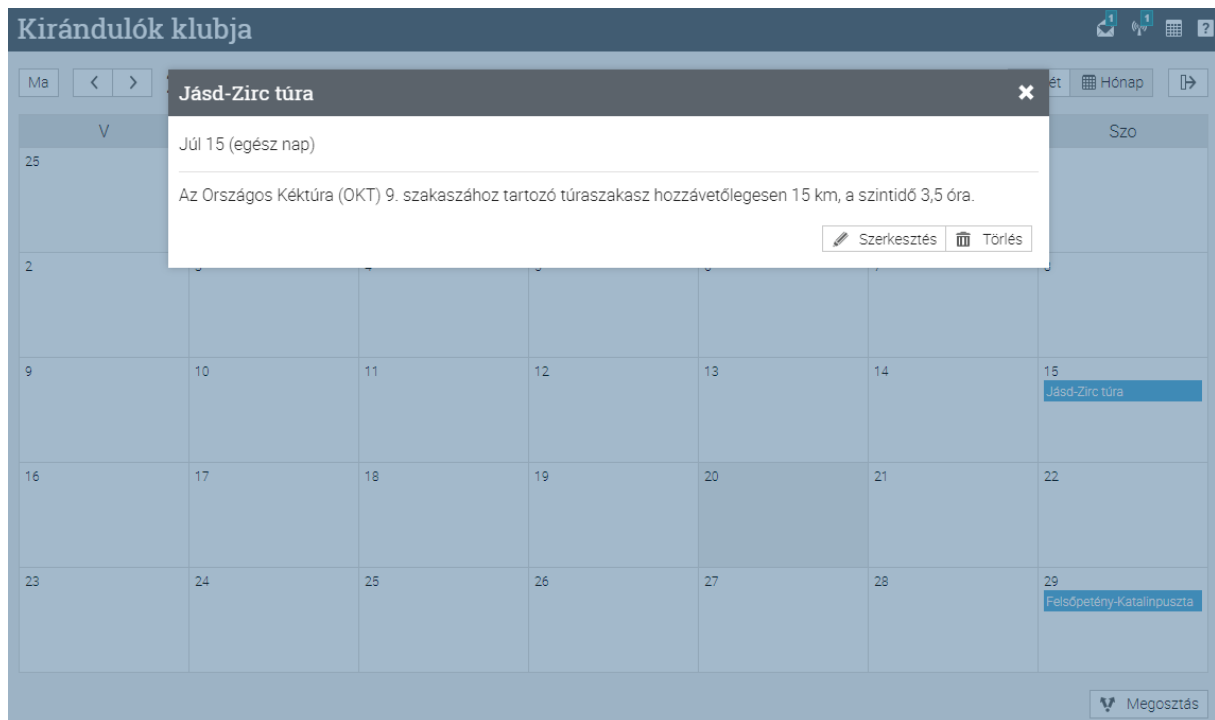 Kirándulók klubja
1 1
Ma ét Hónap
Jásd-Zirc túra
V Szo
Júl 15 (egész nap)
25
Az Országos Kéktúra (OKT) 9. szakaszához tartozó túraszakasz hozzávetőlegesen 15 km, a szintidő 3,5 óra.
Szerkesztés Törlés
2
9 10 11 12 13 14 15
Jásd-Zirc túra
16 17 18 19 20 21 22
23 24 25 26 27 28 29
Felsőpetény-Katalinpuszta
Megosztás